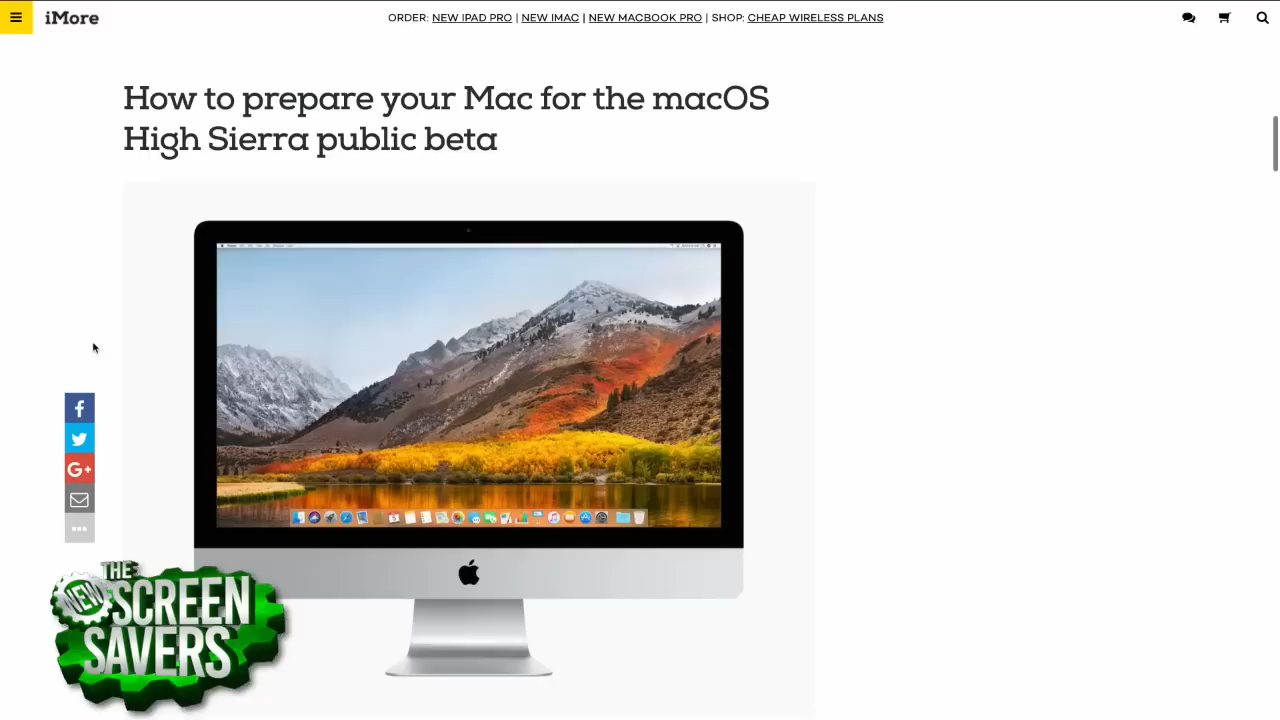 iMore
ORDER: NEW IPAD PRO | NEW IMAC | NEW MACBOOK PRO | SHOP: CHEAP WIRELESS PLANS
How to prepare your Mac for the macOS
High Sierra public beta
f
G+
THE
NEW SCREEN
SAVERS